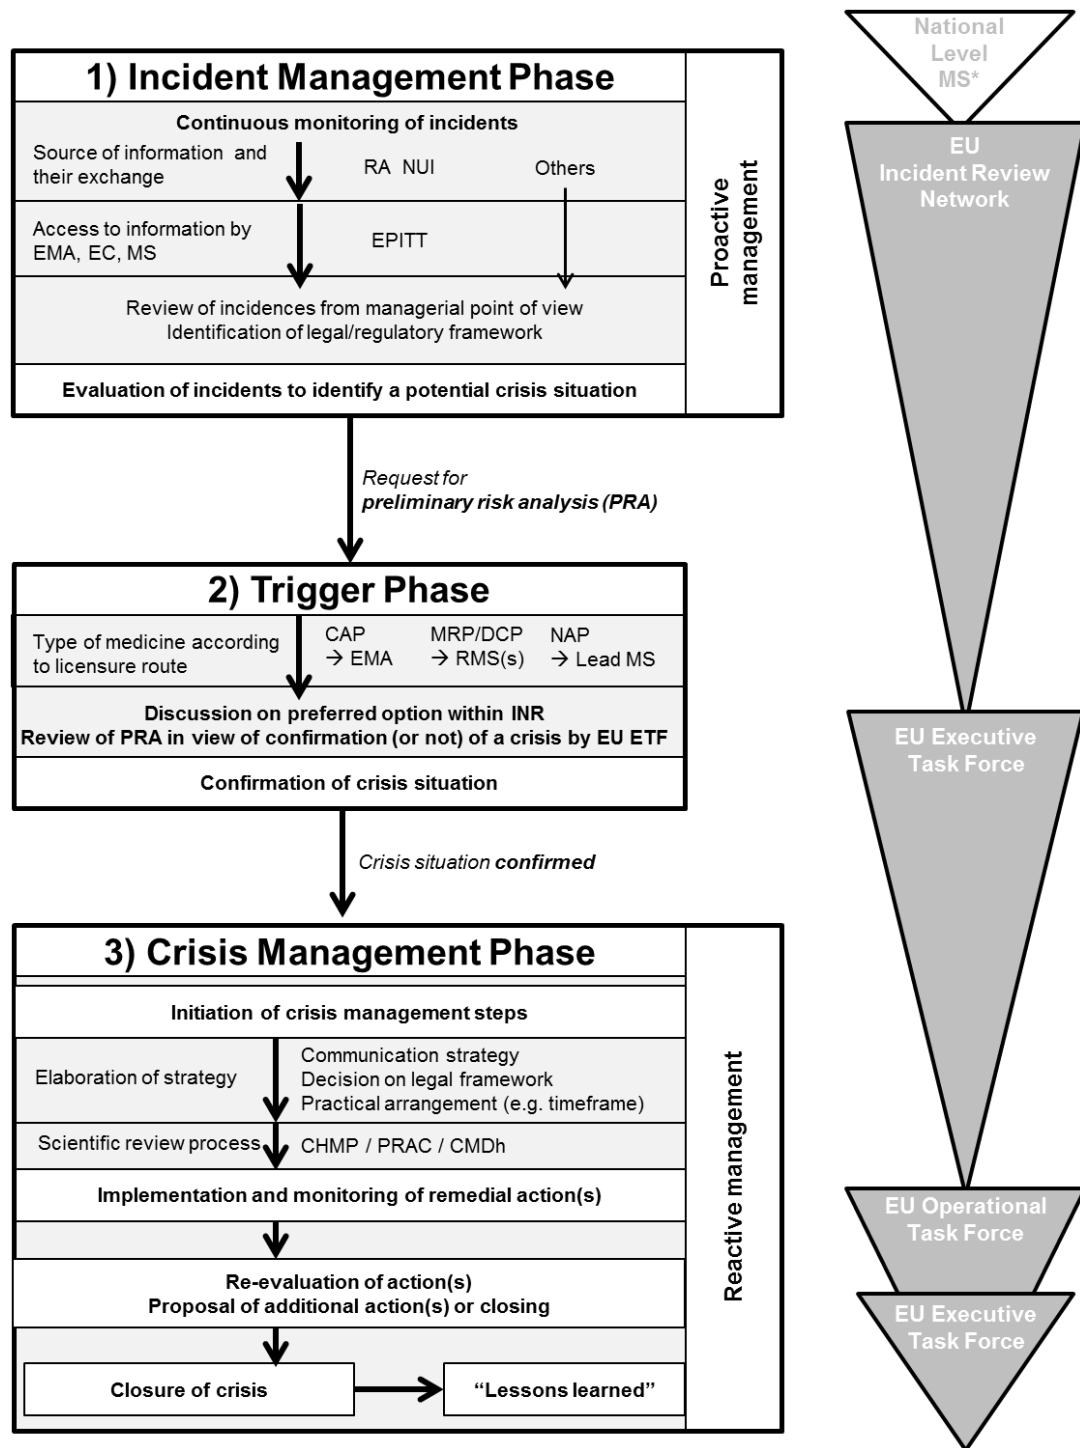 National
Level
MS*
1) Incident Management Phase
Continuous monitoring of incidents
Source of information and
their exchange
RA NUI
Others
Access to information by
EMA, EC, MS
EPITT
Review of incidences from managerial point of view
Identification of legal/regulatory framework
Evaluation of incidents to identify a potential crisis situation
Proactive
management
EU
Incident Review
Network
Request for
preliminary risk analysis (PRA)
2) Trigger Phase
Type of medicine according
to licensure route
CAP
→ EMA
MRP/DCP
→ RMS(s)
NAP
→ Lead MS
Discussion on preferred option within INR
Review of PRA in view of confirmation (or not) of a crisis by EU ETF
Confirmation of crisis situation
EU Executive
Task Force
Crisis situation confirmed
3) Crisis Management Phase
Initiation of crisis management steps
Elaboration of strategy
Communication strategy
Decision on legal framework
Practical arrangement (e.g. timeframe)
Scientific review process
CHMP / PRAC / CMDh
Implementation and monitoring of remedial action(s)
Re-evaluation of action(s)
Proposal of additional action(s) or closing
Closure of crisis
“Lessons learned”
Reactive management
EU Operational
Task Force
EU Executive
Task Force